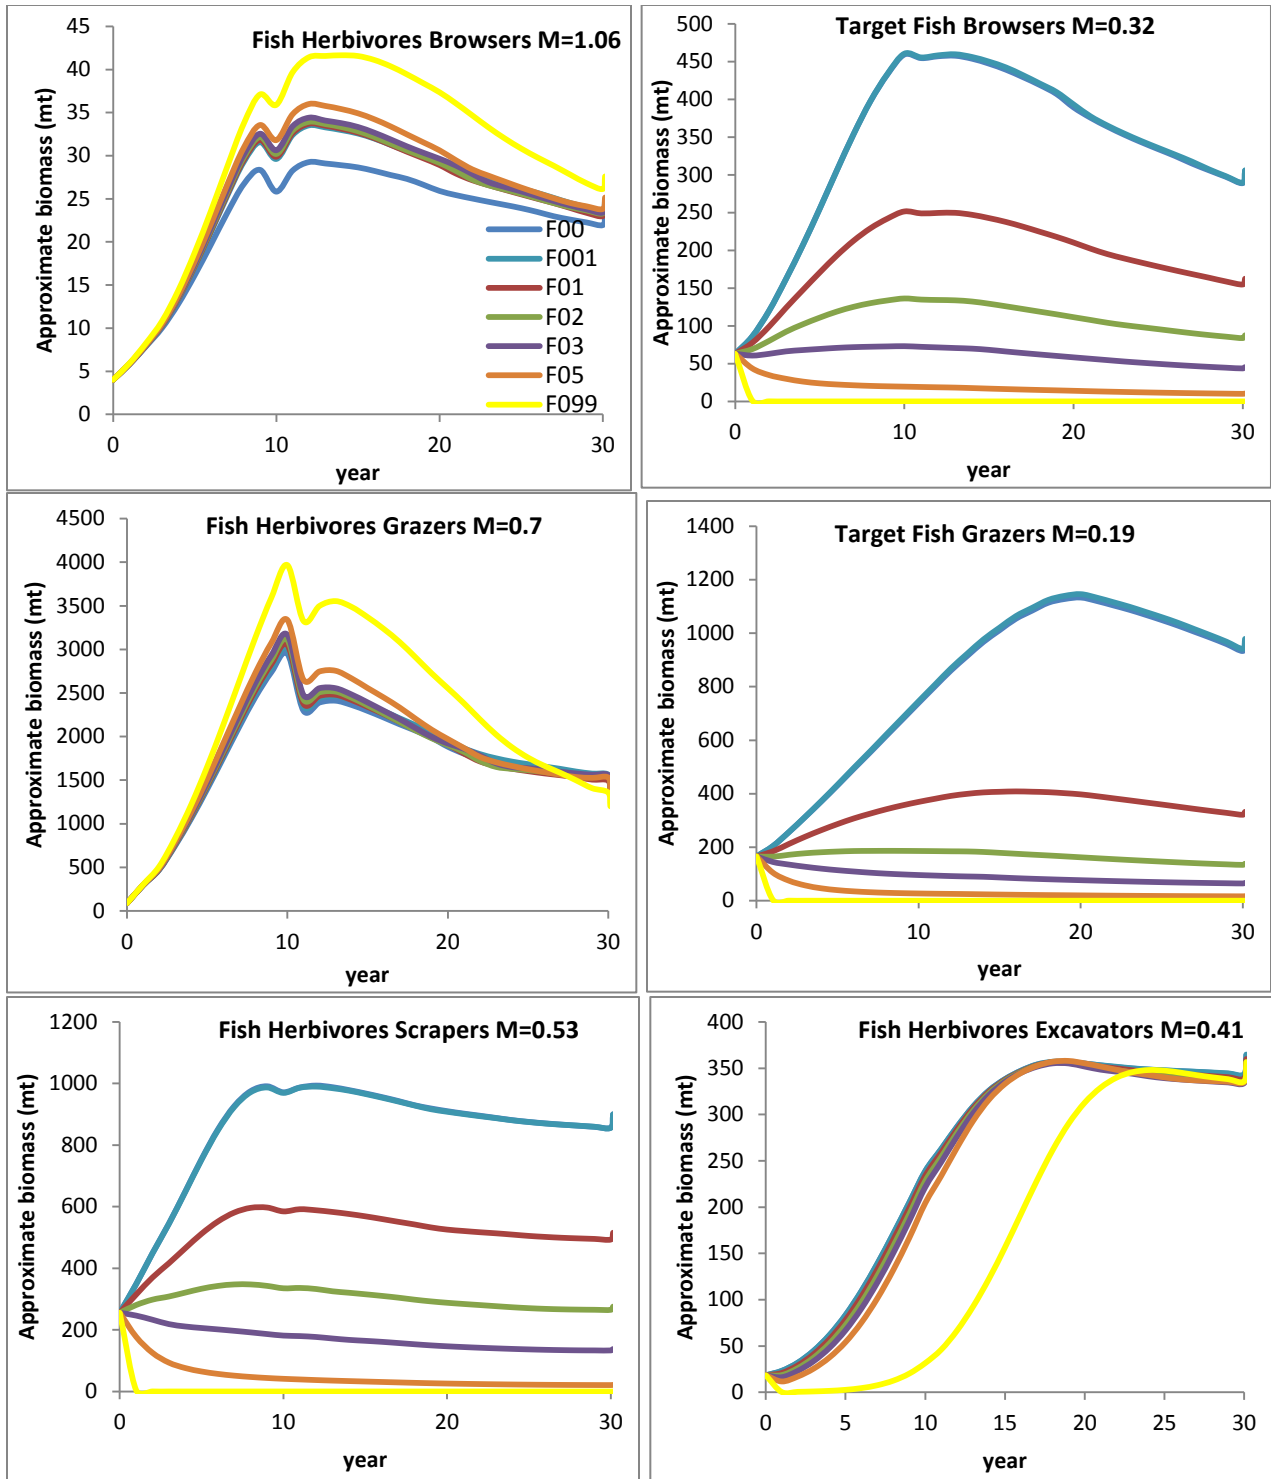 Fish Herbivores Browsers M=1.06
Approximate biomass (mt)
45
40
35
30
25
20
15
10
5
0
0 10 20 30
year
F00
F001
F01
F02
F03
F05
F099
Target Fish Browsers M=0.32
Approximate biomass (mt)
500
450
400
350
300
250
200
150
100
50
0
0 10 20 30
year
Fish Herbivores Grazers M=0.7
Approximate biomass (mt)
4500
4000
3500
3000
2500
2000
1500
1000
500
0
0 10 20 30
year
Target Fish Grazers M=0.19
Approximate biomass (mt)
1400
1200
1000
800
600
400
200
0
0 10 20 30
year
Fish Herbivores Scrapers M=0.53
Approximate biomass (mt)
1200
1000
800
600
400
200
0
0 10 20 30
year
Fish Herbivores Excavators M=0.41
Approximate biomass (mt)
400
350
300
250
200
150
100
50
0
0 5 10 15 20 25 30
year